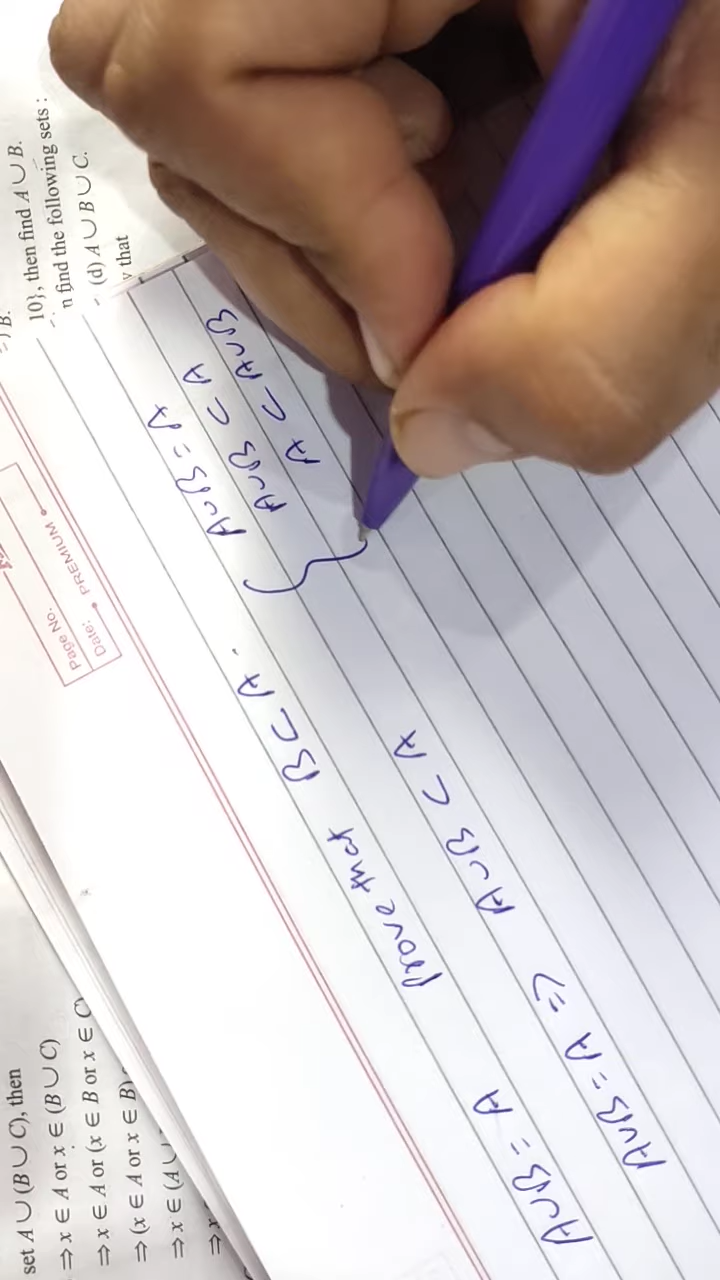 B.
10}, then find A ∪ B.
n find the following sets :
(d) A ∪ B ∪ C.
that
set A ∪ (B ∪ C), then
⇒ x ∈ A or x ∈ (B ∪ C)
⇒ x ∈ A or (x ∈ B or x ∈ C
⇒ (x ∈ A or x ∈ B)
⇒ x ∈ (A ∪
⇒ x
Page No.
Date: PREMIUM
A∪B = A prove that B ⊂ A.
A∪B = A => A∪B ⊂ A
A∪B = A
A∪B ⊂ A
A ⊂ A∪B